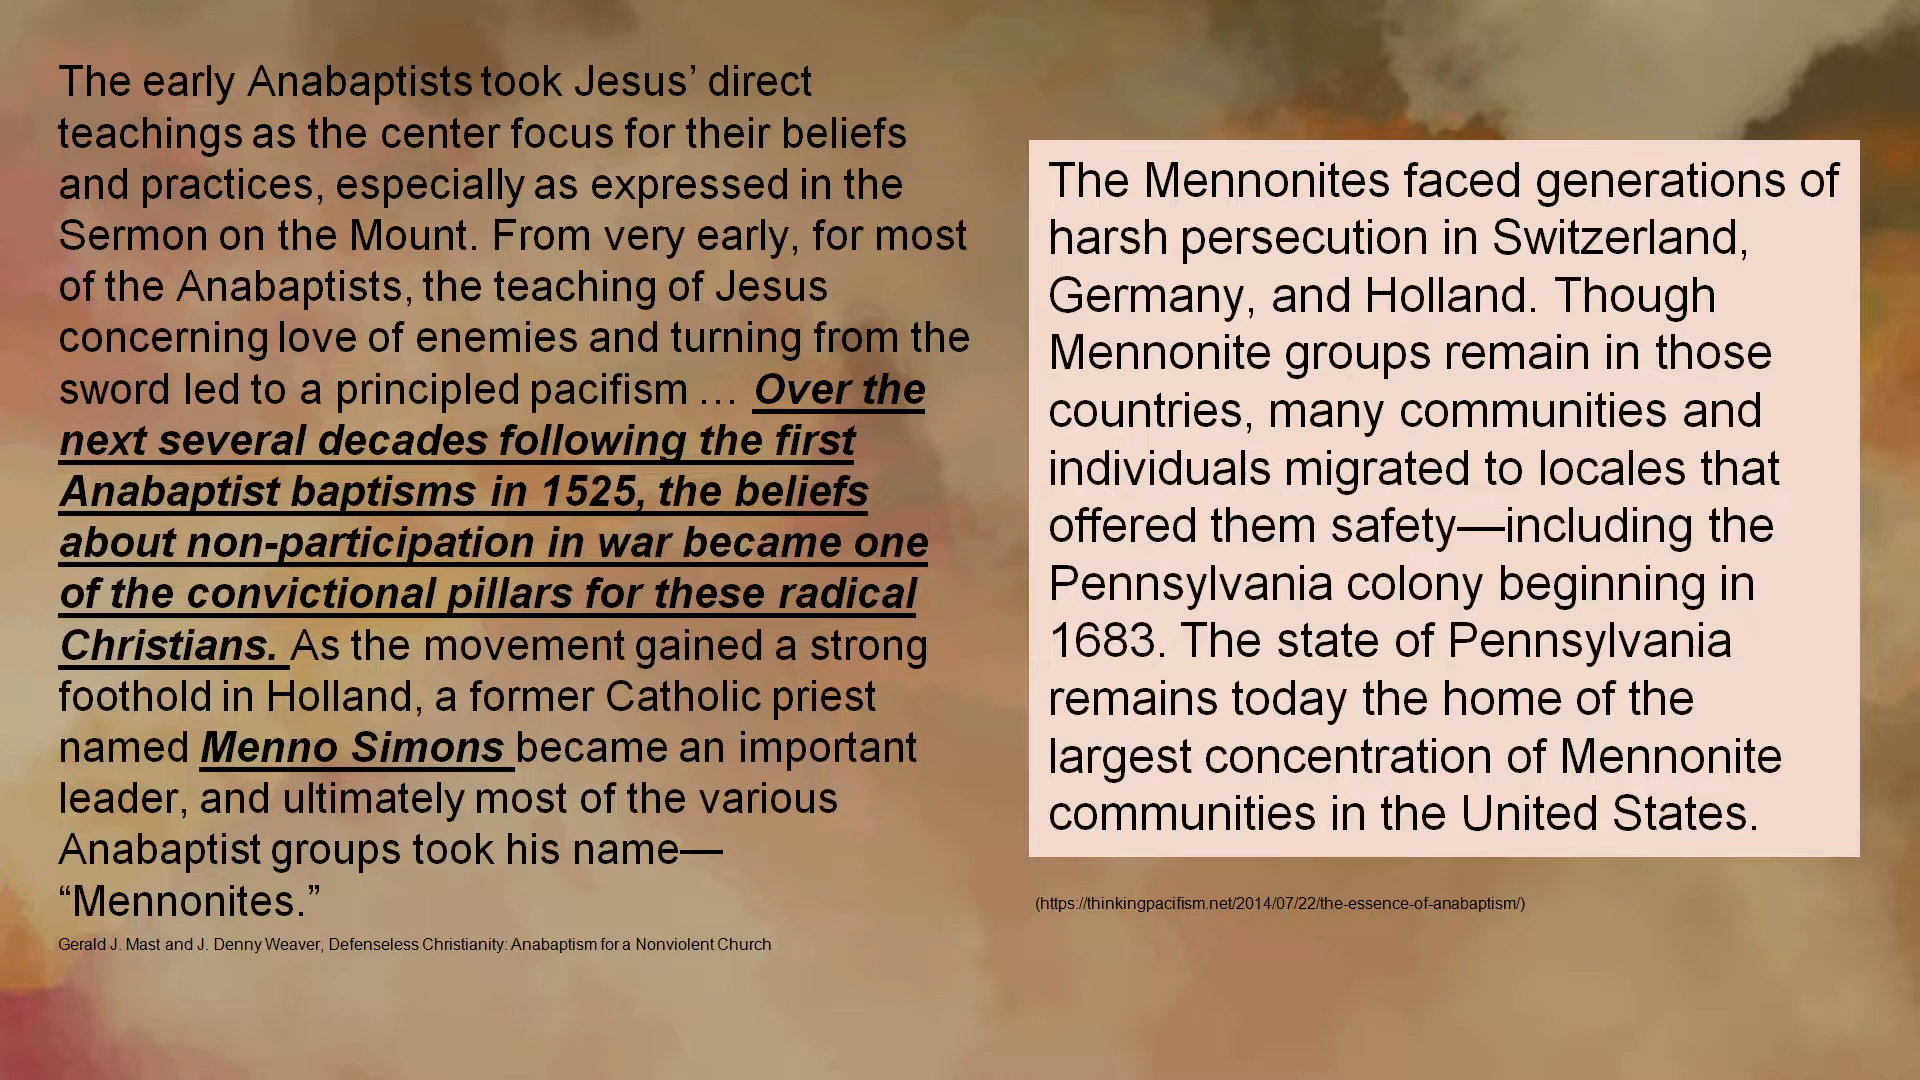 The early Anabaptists took Jesus’ direct
teachings as the center focus for their beliefs
and practices, especially as expressed in the
Sermon on the Mount. From very early, for most
of the Anabaptists, the teaching of Jesus
concerning love of enemies and turning from the
sword led to a principled pacifism … Over the
next several decades following the first
Anabaptist baptisms in 1525, the beliefs
about non-participation in war became one
of the convictional pillars for these radical
Christians. As the movement gained a strong
foothold in Holland, a former Catholic priest
named Menno Simons became an important
leader, and ultimately most of the various
Anabaptist groups took his name—
“Mennonites.”
Gerald J. Mast and J. Denny Weaver, Defenseless Christianity: Anabaptism for a Nonviolent Church
The Mennonites faced generations of
harsh persecution in Switzerland,
Germany, and Holland. Though
Mennonite groups remain in those
countries, many communities and
individuals migrated to locales that
offered them safety—including the
Pennsylvania colony beginning in
1683. The state of Pennsylvania
remains today the home of the
largest concentration of Mennonite
communities in the United States.
(https://thinkingpacifism.net/2014/07/22/the-essence-of-anabaptism/)